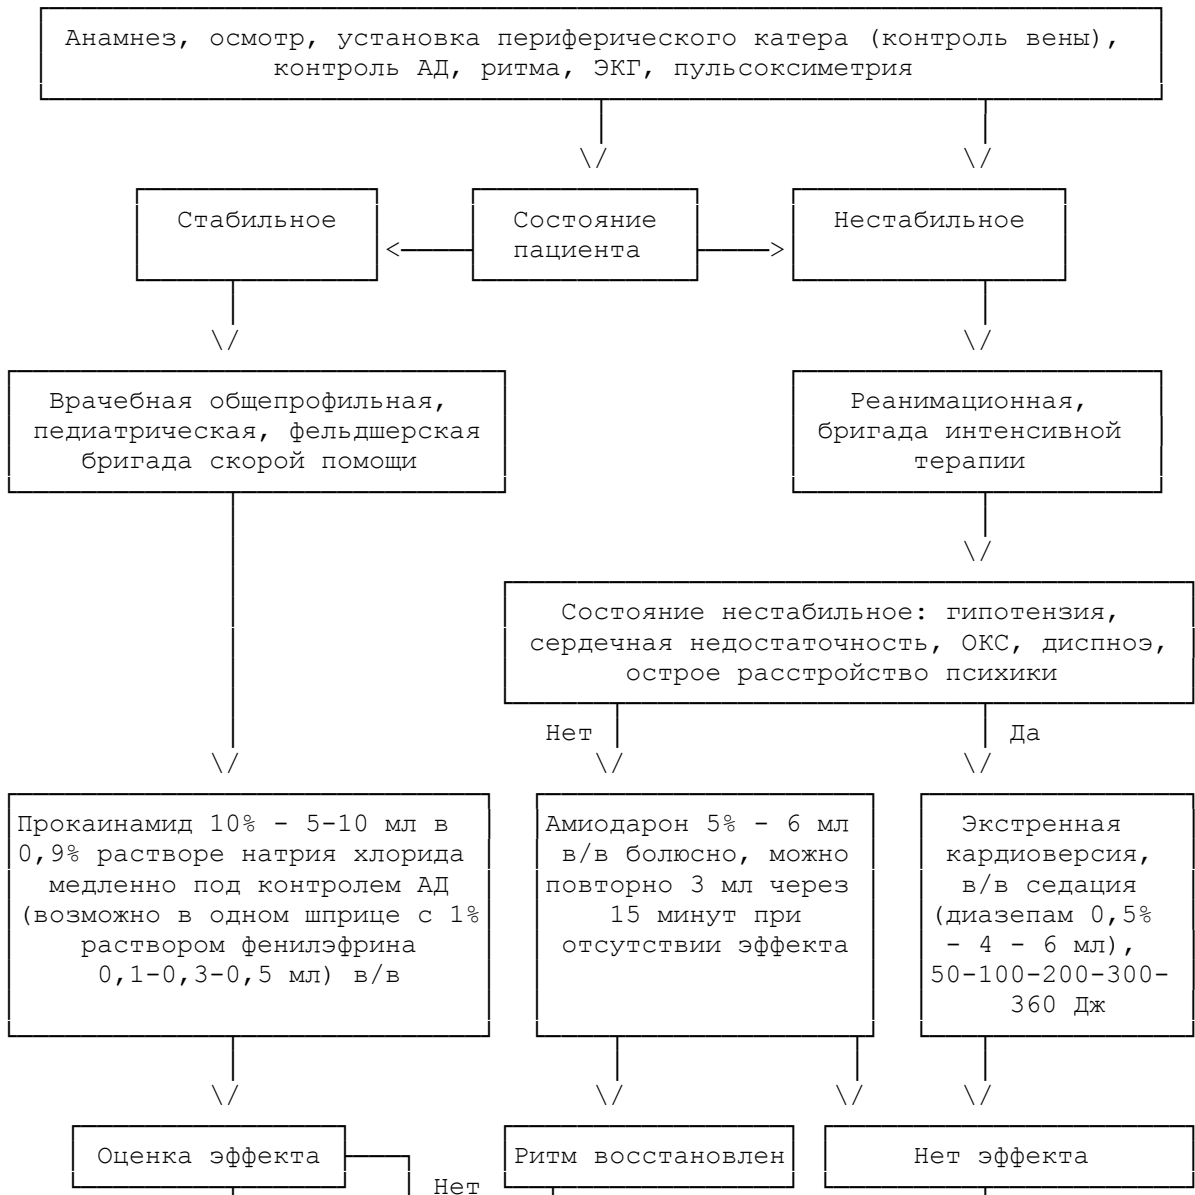 Анамнез, осмотр, установка периферического катера (контроль вены),
контроль АД, ритма, ЭКГ, пульсоксиметрия
Стабильное
Состояние
пациента
Нестабильное
Врачебная общепрофильная,
педиатрическая, фельдшерская
бригада скорой помощи
Реанимационная,
бригада интенсивной
терапии
Состояние нестабильное: гипотензия,
сердечная недостаточность, ОКС, диспноэ,
острое расстройство психики
Нет
Да
Прокаинамид 10% - 5-10 мл в
0,9% растворе натрия хлорида
медленно под контролем АД
(возможно в одном шприце с 1%
раствором фенилэфрина
0,1-0,3-0,5 мл) в/в
Амиодарон 5% - 6 мл
в/в болюсно, можно
повторно 3 мл через
15 минут при
отсутствии эффекта
Экстренная
кардиоверсия,
в/в седация
(диазепам 0,5%
- 4 - 6 мл),
50-100-200-300-
360 Дж
Оценка эффекта
Нет
Ритм восстановлен
Нет эффекта